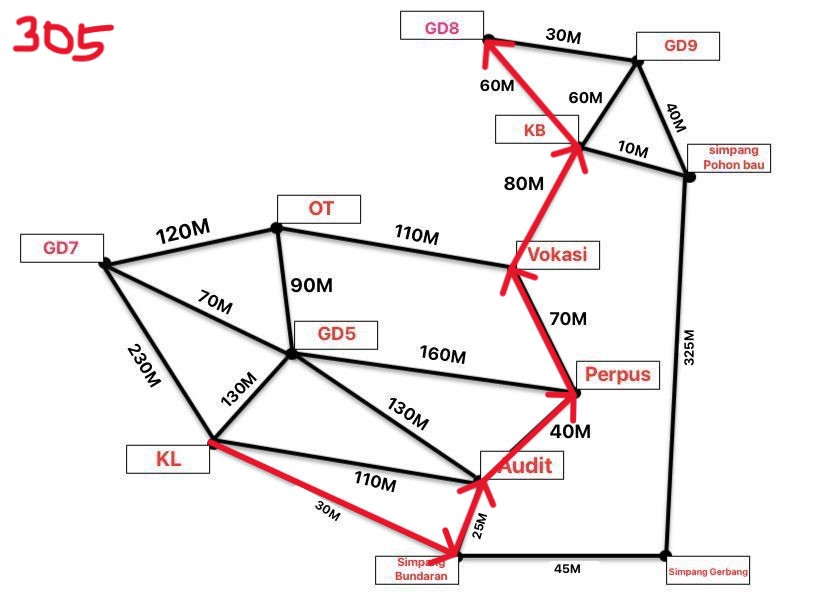 305
GD8
30M
GD9
60M
60M
40M
KB
10M
simpang
Pohon bau
80M
OT
120M
110M
GD7
Vokasi
90M
70M
GD5
70M
160M
325M
230M
130M
130M
Perpus
40M
KL
110M
Audit
30M
25M
Simpang
Bundaran
45M
Simpang Gerbang